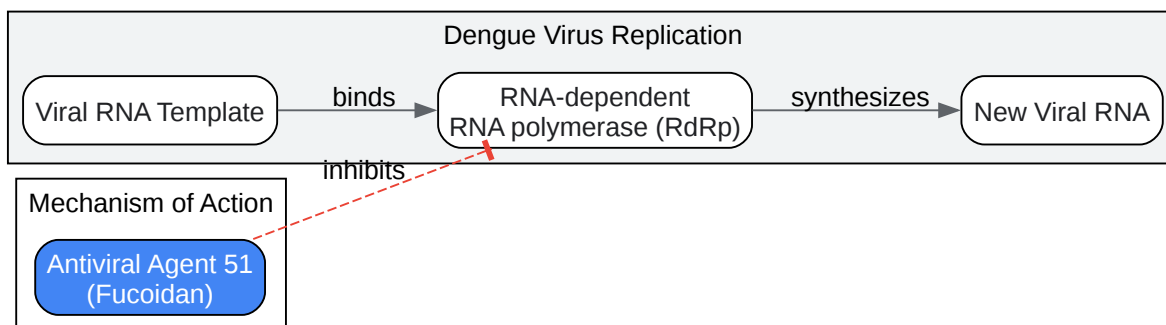 Dengue Virus Replication
Viral RNA Template
binds
RNA-dependent
RNA polymerase (RdRp)
synthesizes
New Viral RNA
inhibits
Mechanism of Action
Antiviral Agent 51
(Fucoidan)